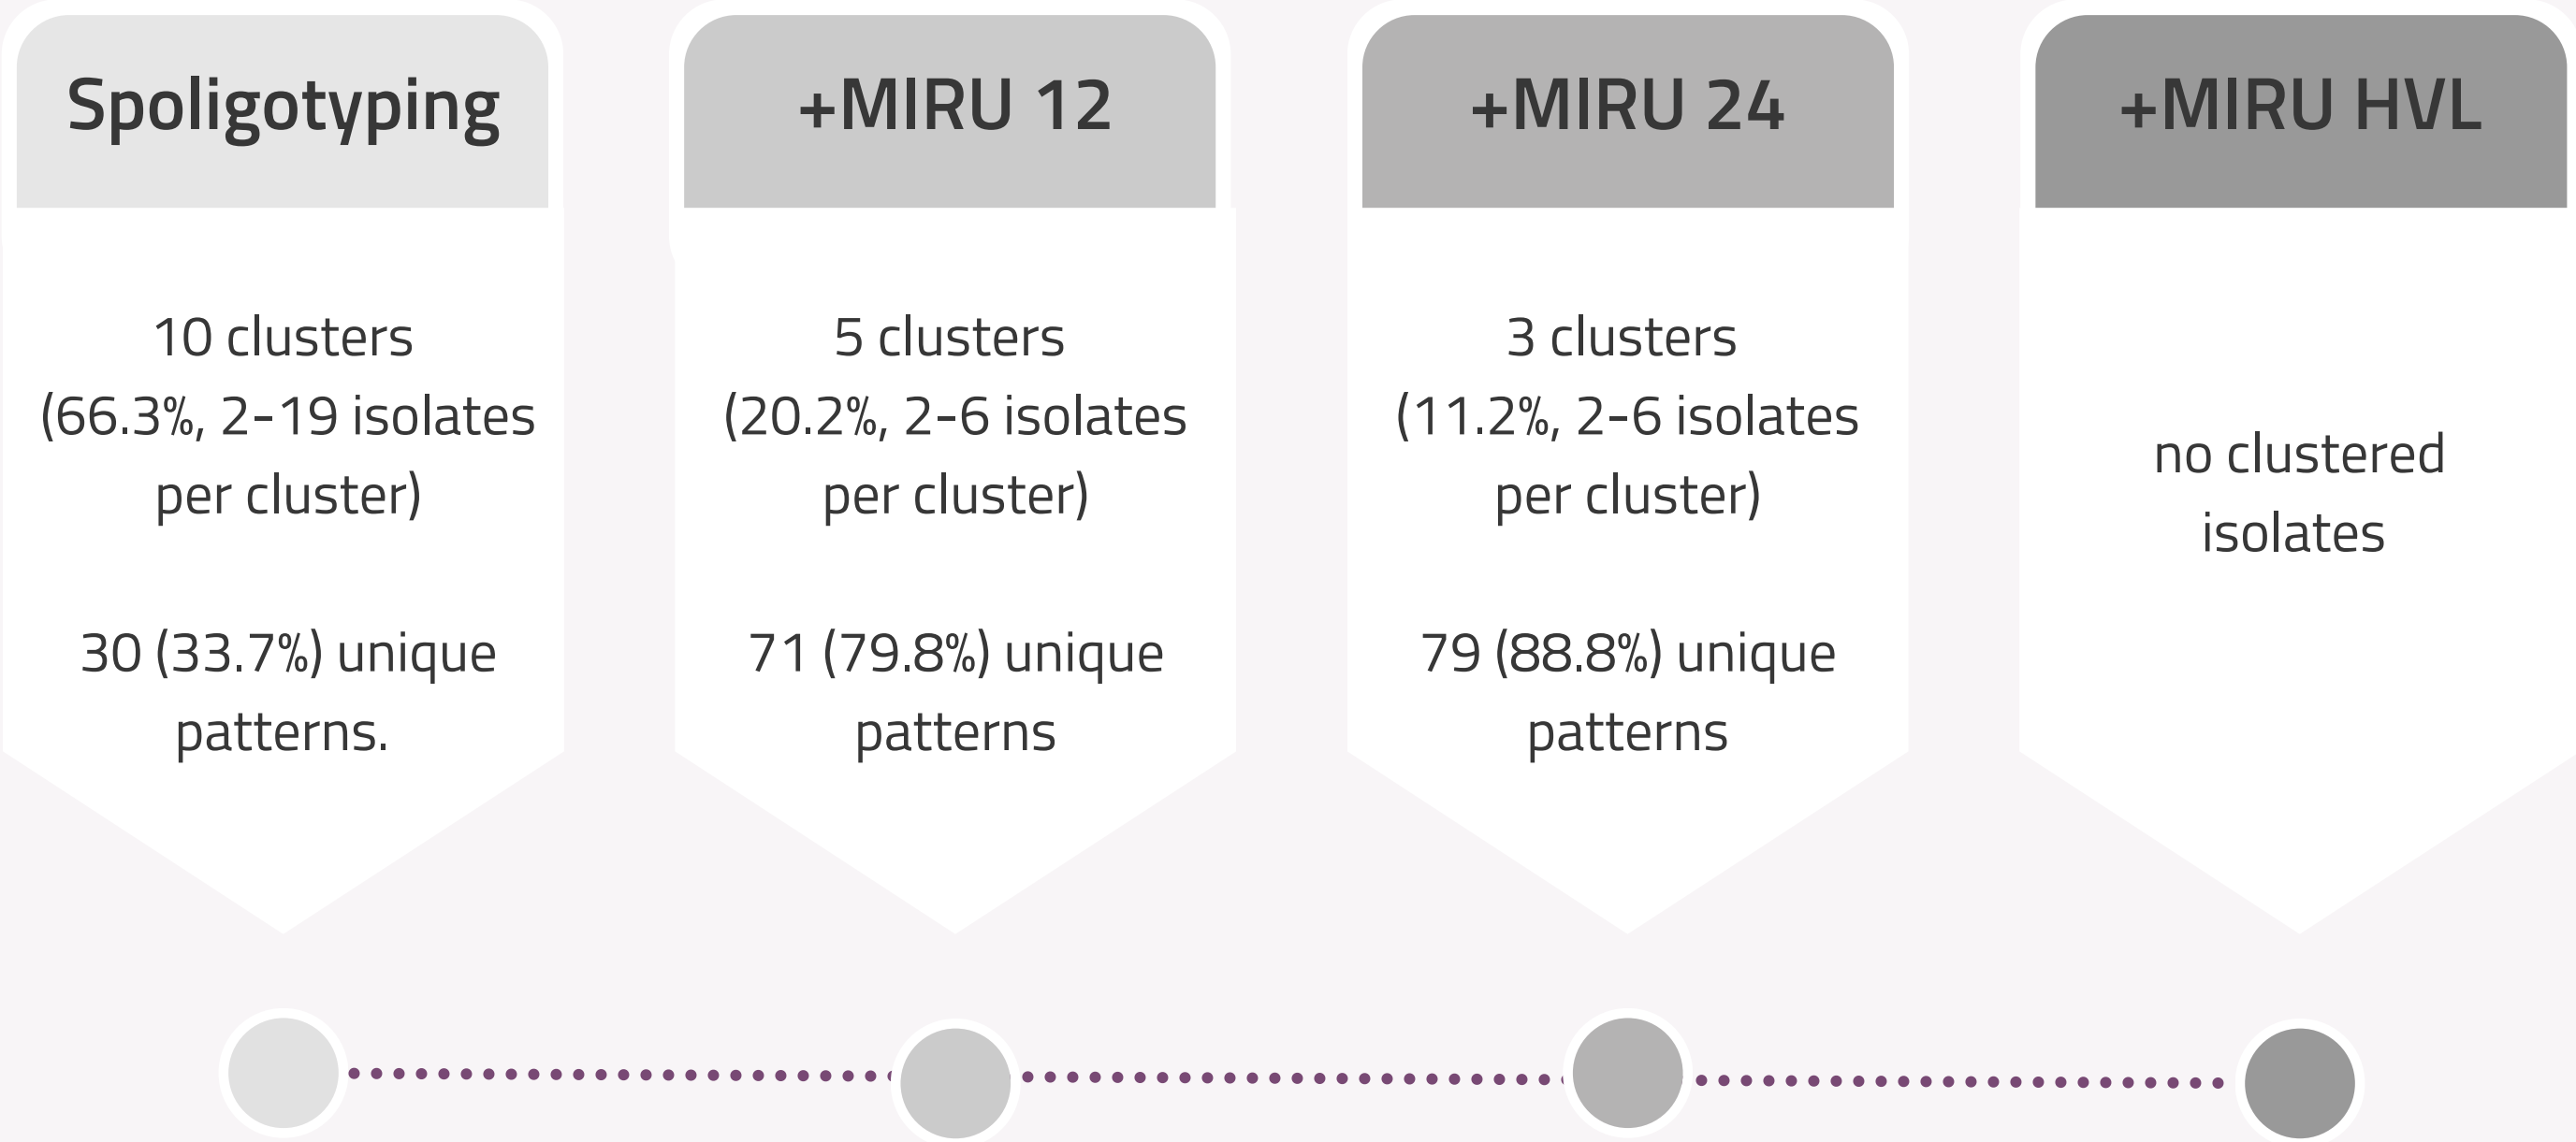 Spoligotyping
10 clusters
(66.3%, 2-19 isolates
per cluster)
30 (33.7%) unique
patterns.
+MIRU 12
5 clusters
(20.2%, 2-6 isolates
per cluster)
71 (79.8%) unique
patterns
+MIRU 24
3 clusters
(11.2%, 2-6 isolates
per cluster)
79 (88.8%) unique
patterns
+MIRU HVL
no clustered
isolates